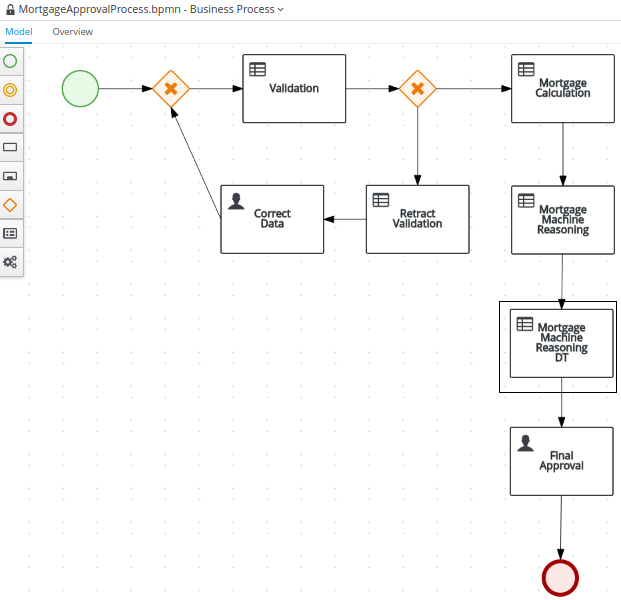 MortgageApprovalProcess.bpmn - Business Process
Model Overview
Validation
Mortgage
Calculation
Correct
Data
Retract
Validation
Mortgage
Machine
Reasoning
Mortgage
Machine
Reasoning
DT
Final
Approval